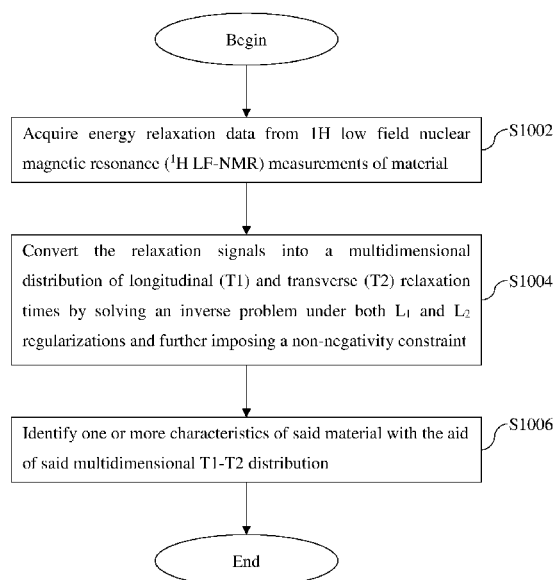 Begin
S1002
Acquire energy relaxation data from 1H low field nuclear
magnetic resonance (¹H LF-NMR) measurements of material
S1004
Convert the relaxation signals into a multidimensional
distribution of longitudinal (T1) and transverse (T2) relaxation
times by solving an inverse problem under both L₁ and L₂
regularizations and further imposing a non-negativity constraint
S1006
Identify one or more characteristics of said material with the aid
of said multidimensional T1-T2 distribution
End